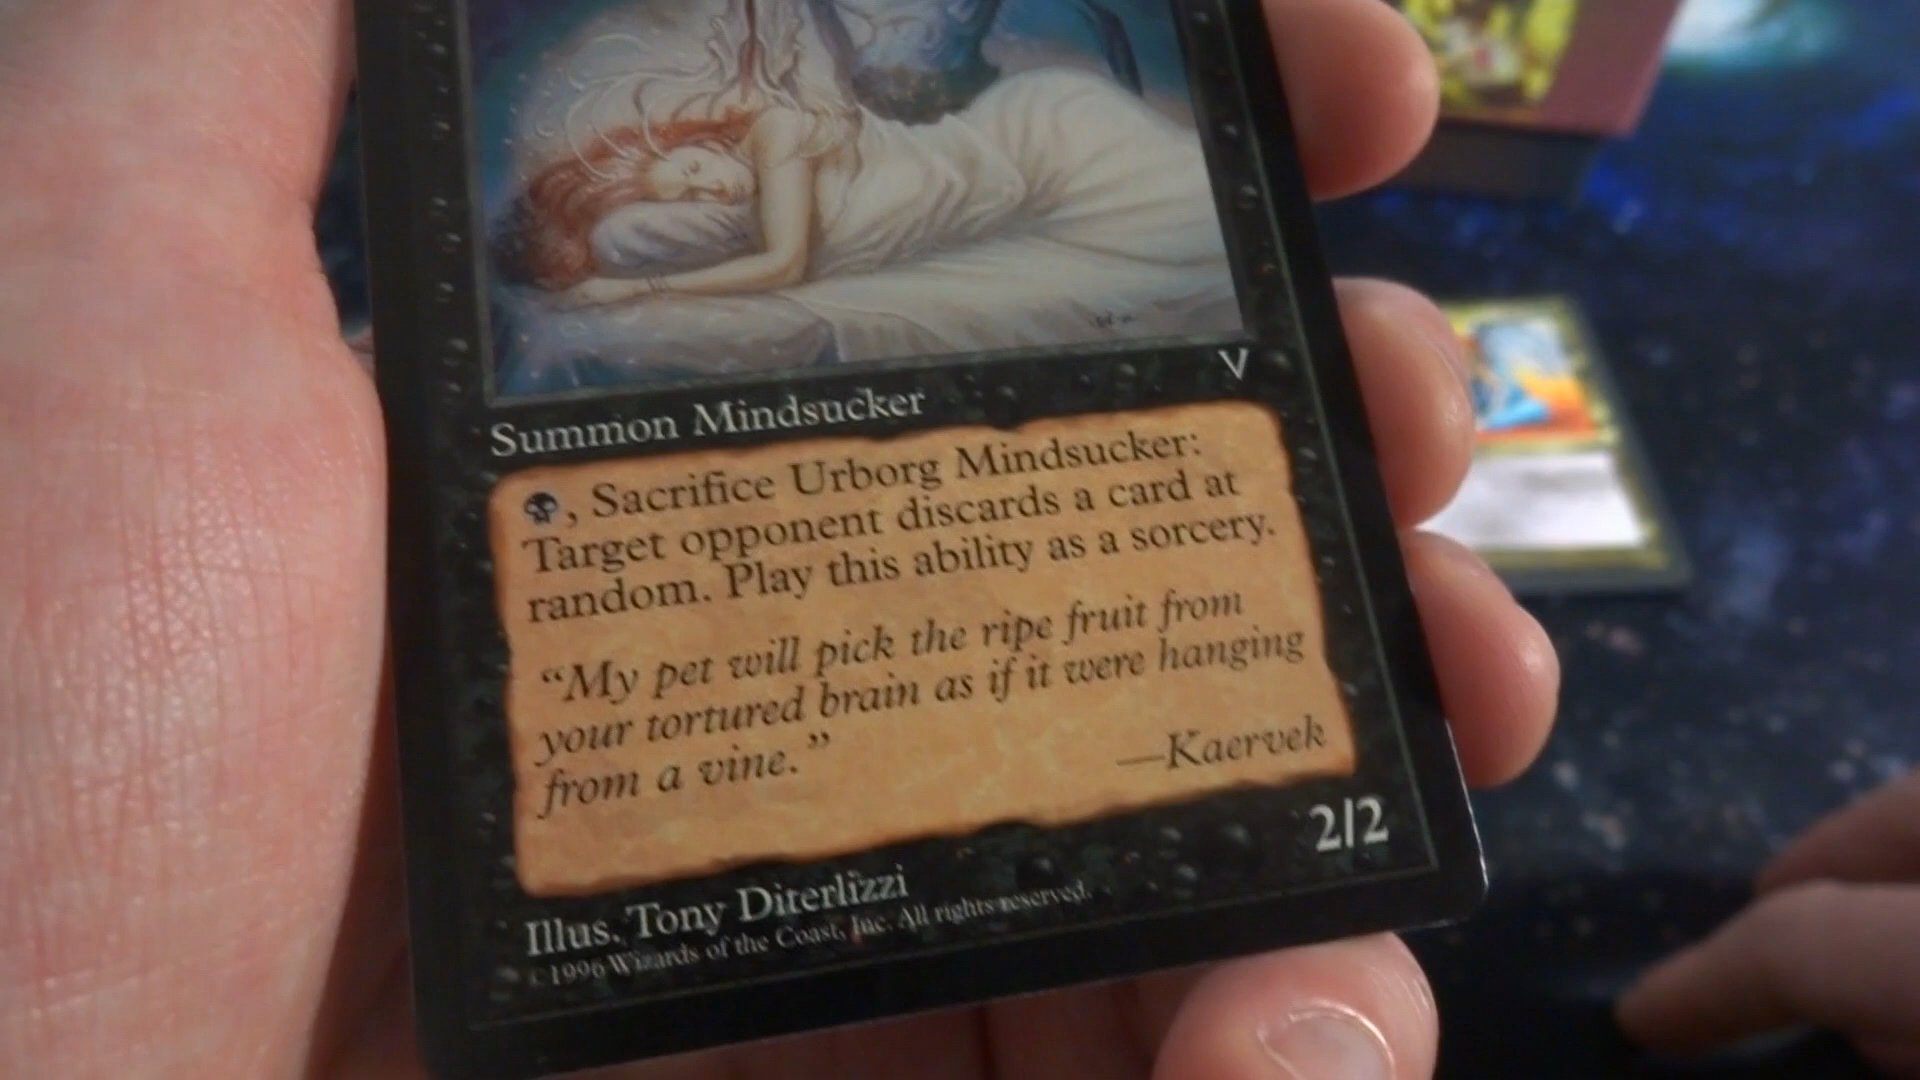 Summon Mindsucker
V
, Sacrifice Urborg Mindsucker:
Target opponent discards a card at
random. Play this ability as a sorcery.
“My pet will pick the ripe fruit from
your tortured brain as if it were hanging
from a vine.”
—Kaervek
2/2
Illus. Tony Diterlizzi
© 1996 Wizards of the Coast, Inc. All rights reserved.